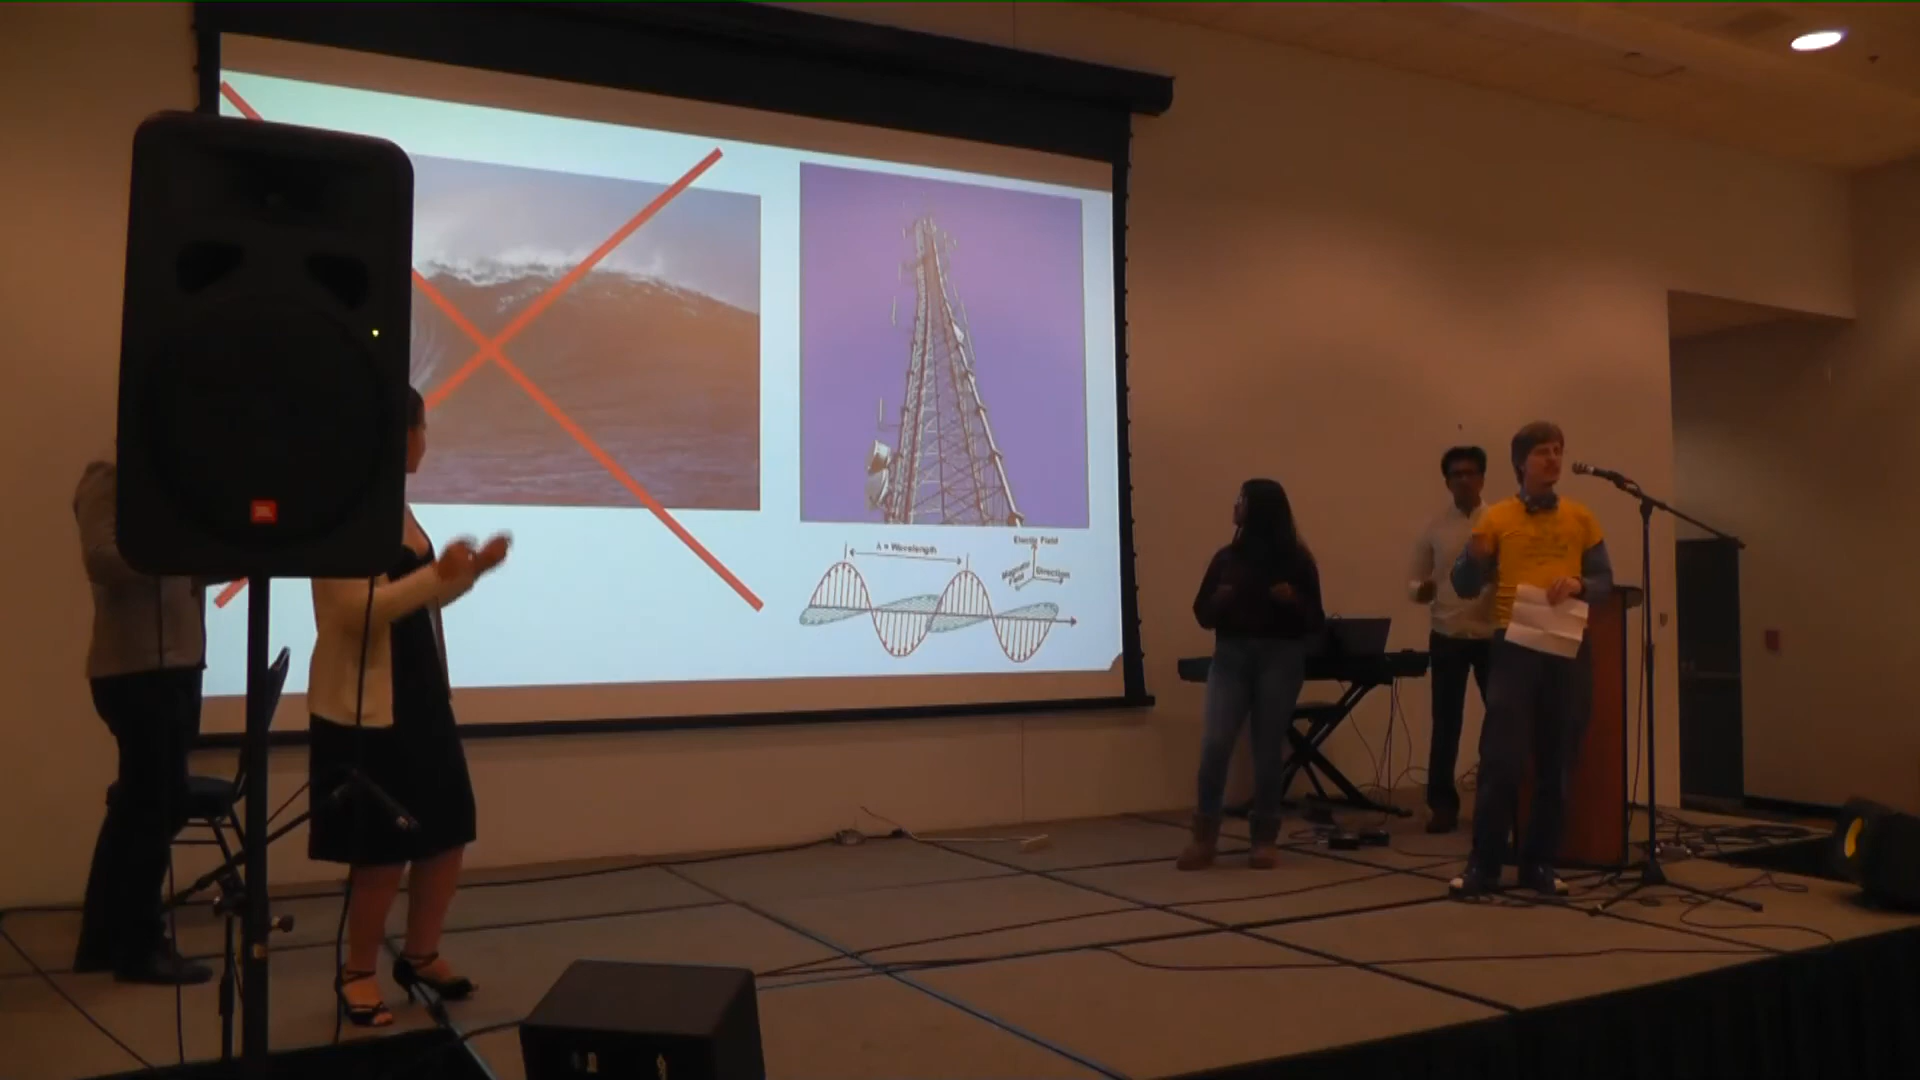 λ = Wavelength
Electric Field
Magnetic
Field
Direction
JBL